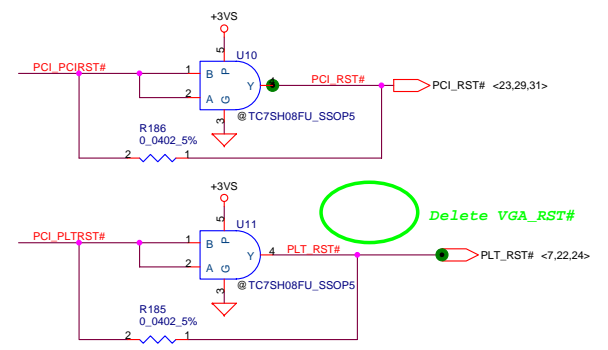 +3VS
5
U10
PCI_PCIRST#
1
B
P
Y
4
PCI_RST#
PCI_RST# <23,29,31>
2
A
G
3
@TC7SH08FU_SSOP5
R186
0_0402_5%
2
1
+3VS
5
U11
Delete VGA_RST#
PCI_PLTRST#
1
B
P
Y
4
PLT_RST#
PLT_RST# <7,22,24>
2
A
G
3
@TC7SH08FU_SSOP5
R185
0_0402_5%
2
1